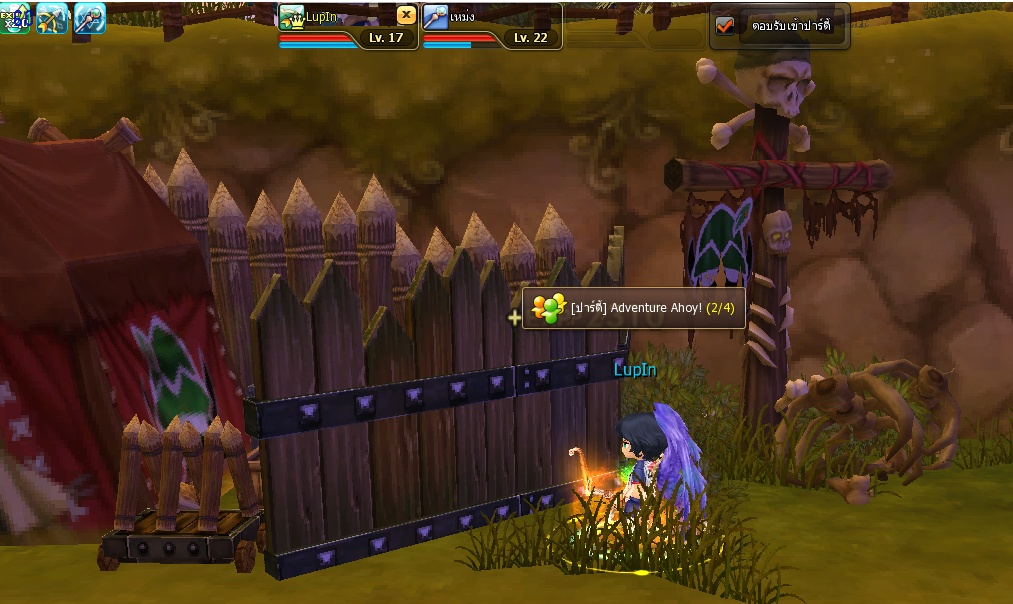 LupIn
Lv. 17
เหม่ง
Lv. 22
ตอบรับเข้าปาร์ตี้
[ปาร์ตี้] Adventure Ahoy! (2/4)
LupIn